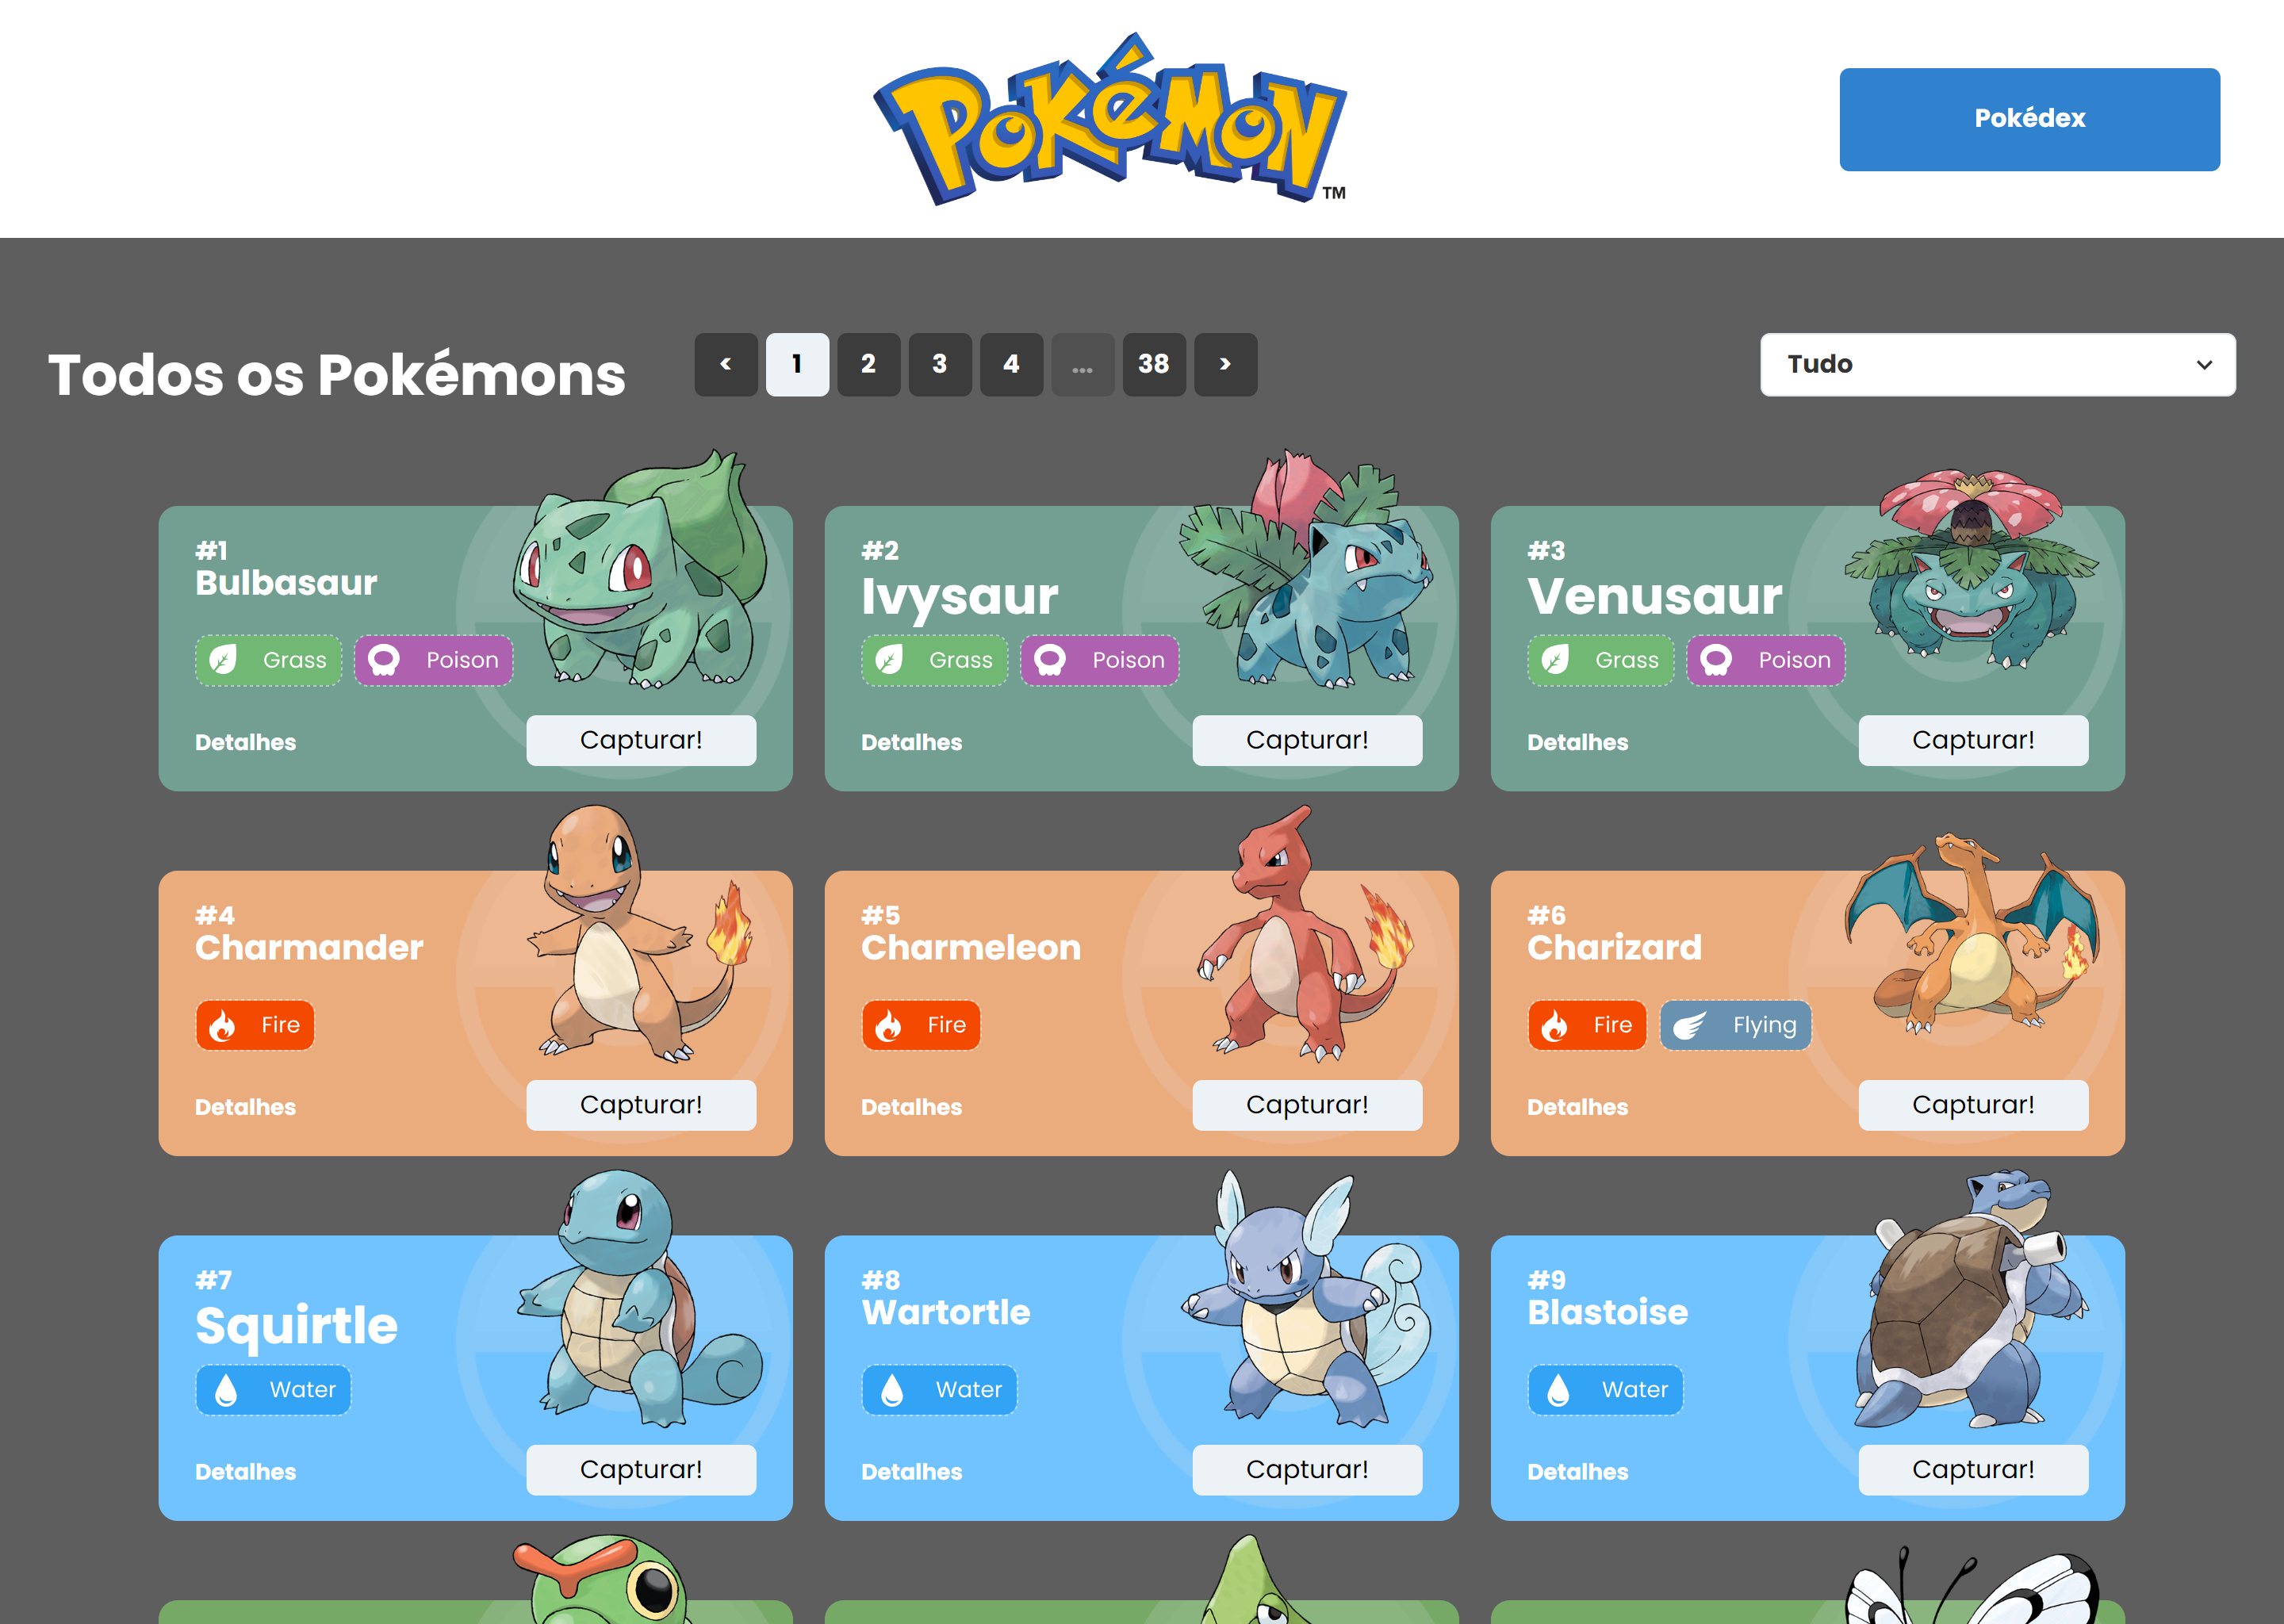 Pokémon TM
Pokédex
Todos os Pokémons
< 1 2 3 4 ... 38 >
Tudo
#1
Bulbasaur
Grass Poison
Detalhes Capturar!
#2
Ivysaur
Grass Poison
Detalhes Capturar!
#3
Venusaur
Grass Poison
Detalhes Capturar!
#4
Charmander
Fire
Detalhes Capturar!
#5
Charmeleon
Fire
Detalhes Capturar!
#6
Charizard
Fire Flying
Detalhes Capturar!
#7
Squirtle
Water
Detalhes Capturar!
#8
Wartortle
Water
Detalhes Capturar!
#9
Blastoise
Water
Detalhes Capturar!